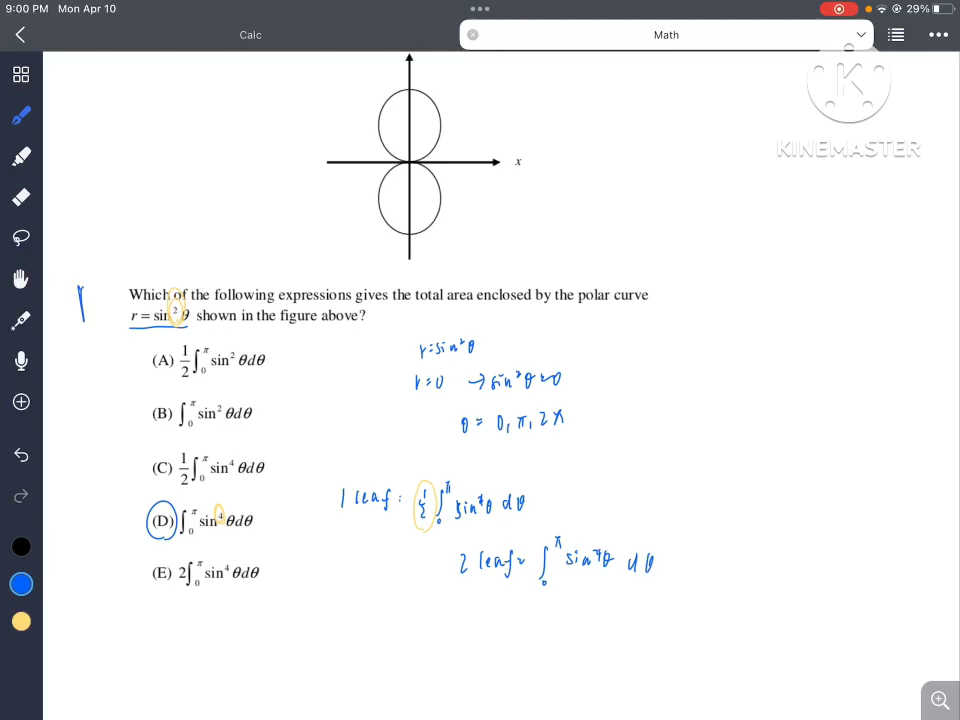 9:00 PM Mon Apr 10
29%
Calc
Math
K
KINEMASTER
x
1
Which of the following expressions gives the total area enclosed by the polar curve
r = sin² θ shown in the figure above?
(A) 1/2 ∫₀^π sin² θdθ
(B) ∫₀^π sin² θdθ
(C) 1/2 ∫₀^π sin⁴ θdθ
(D) ∫₀^π sin⁴ θdθ
(E) 2∫₀^π sin⁴ θdθ
r=sin²θ
r=0 → sin²θ=0
θ = 0, π, 2π
1 leaf: 1/2 ∫₀^π sin⁴θ dθ
2 leaf= ∫₀^π sin⁴θ dθ